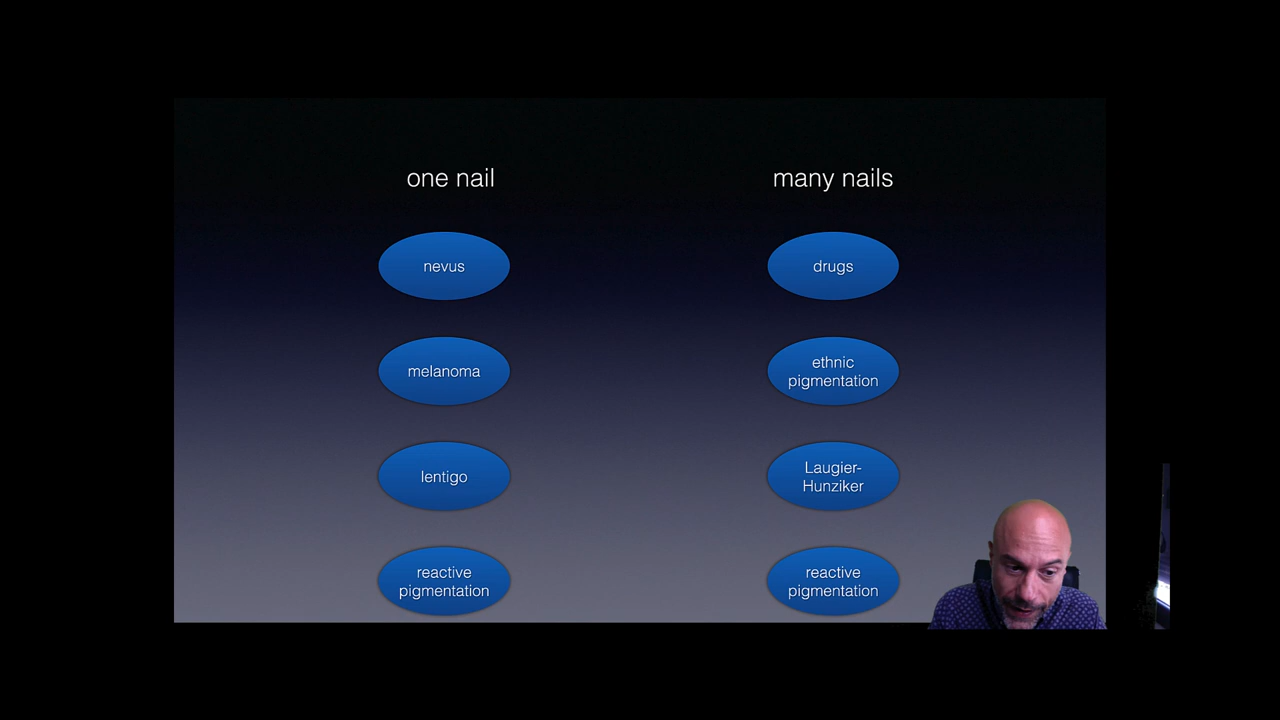 one nail
many nails
nevus
drugs
melanoma
ethnic
pigmentation
lentigo
Laugier-
Hunziker
reactive
pigmentation
reactive
pigmentation